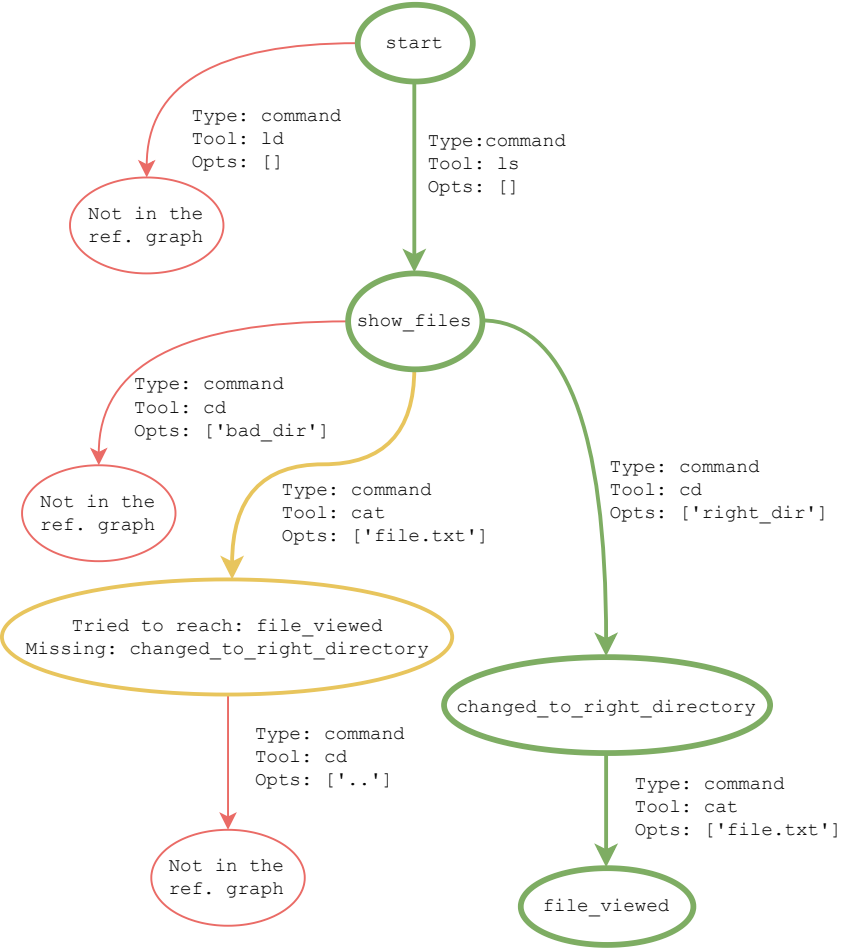 start
Type: command
Tool: ld
Opts: []
Type:command
Tool: ls
Opts: []
Not in the
ref. graph
show_files
Type: command
Tool: cd
Opts: ['bad_dir']
Not in the
ref. graph
Type: command
Tool: cat
Opts: ['file.txt']
Type: command
Tool: cd
Opts: ['right_dir']
Tried to reach: file_viewed
Missing: changed_to_right_directory
changed_to_right_directory
Type: command
Tool: cd
Opts: ['..']
Type: command
Tool: cat
Opts: ['file.txt']
Not in the
ref. graph
file_viewed